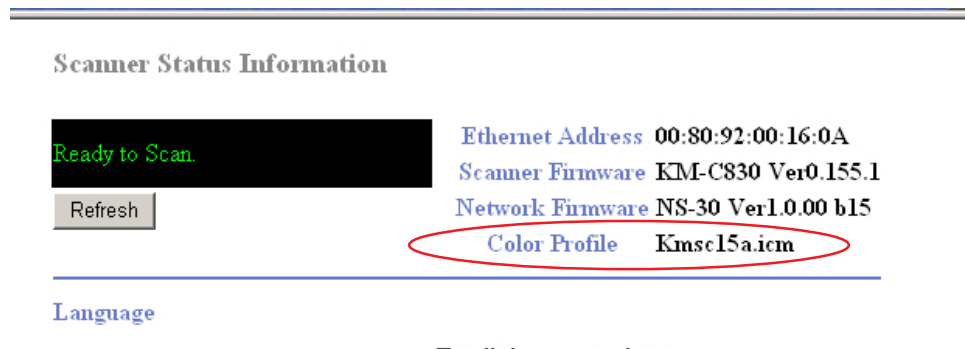 Scanner Status Information
Ready to Scan.
Refresh
Ethernet Address 00:80:92:00:16:0A
Scanner Firmware KM-C830 Ver0.155.1
Network Firmware NS-30 Ver1.0.00 b15
Color Profile Kmsc15a.icm
Language